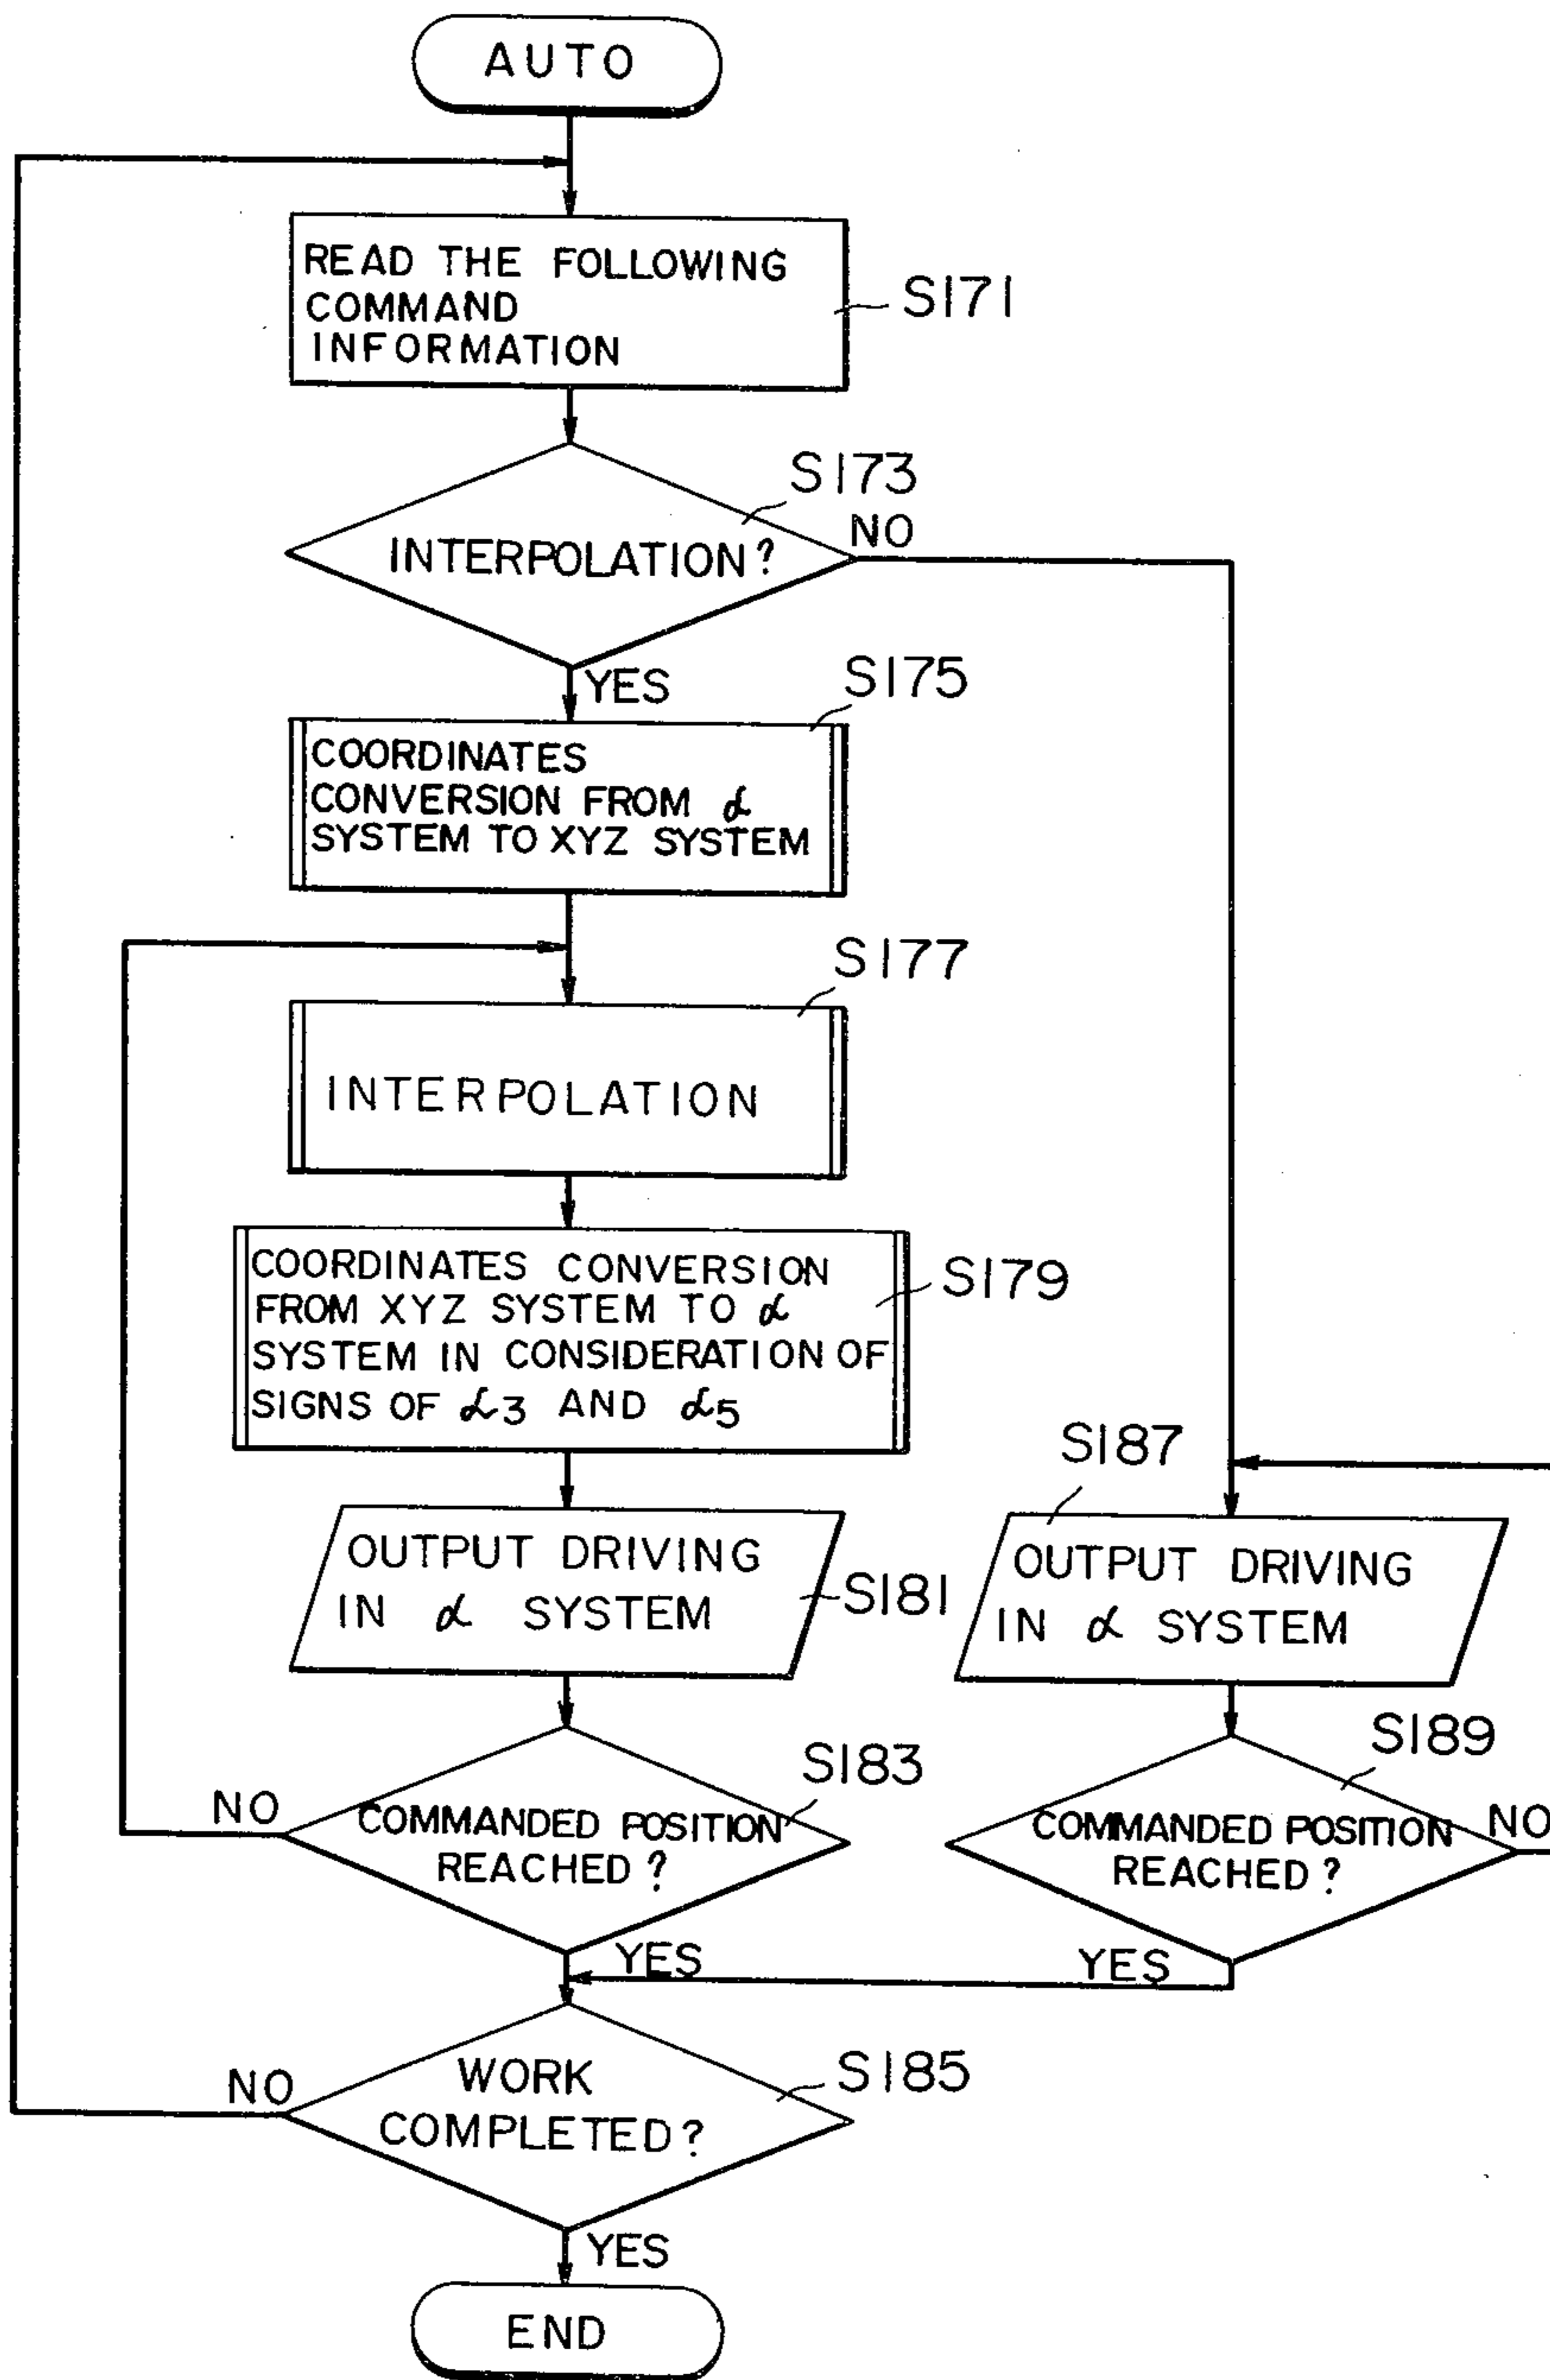 AUTO
READ THE FOLLOWING
COMMAND
INFORMATION
S171
S173
INTERPOLATION?
NO
YES
S175
COORDINATES
CONVERSION FROM α
SYSTEM TO XYZ SYSTEM
S177
INTERPOLATION
COORDINATES CONVERSION
FROM XYZ SYSTEM TO α
SYSTEM IN CONSIDERATION OF
SIGNS OF α3 AND α5
S179
OUTPUT DRIVING
IN α SYSTEM
S181
S187
OUTPUT DRIVING
IN α SYSTEM
S183
NO
COMMANDED POSITION
REACHED?
YES
S189
COMMANDED POSITION
REACHED?
NO
YES
S185
NO
WORK
COMPLETED?
YES
END